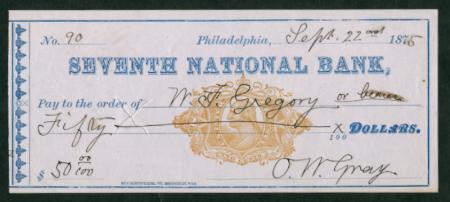 No. 90 Philadelphia, Sept. 22nd 1875
SEVENTH NATIONAL BANK,
Pay to the order of W. F. Gregory or
Fifty X/100 DOLLARS.
$ 50 00/100 O. W. Gray